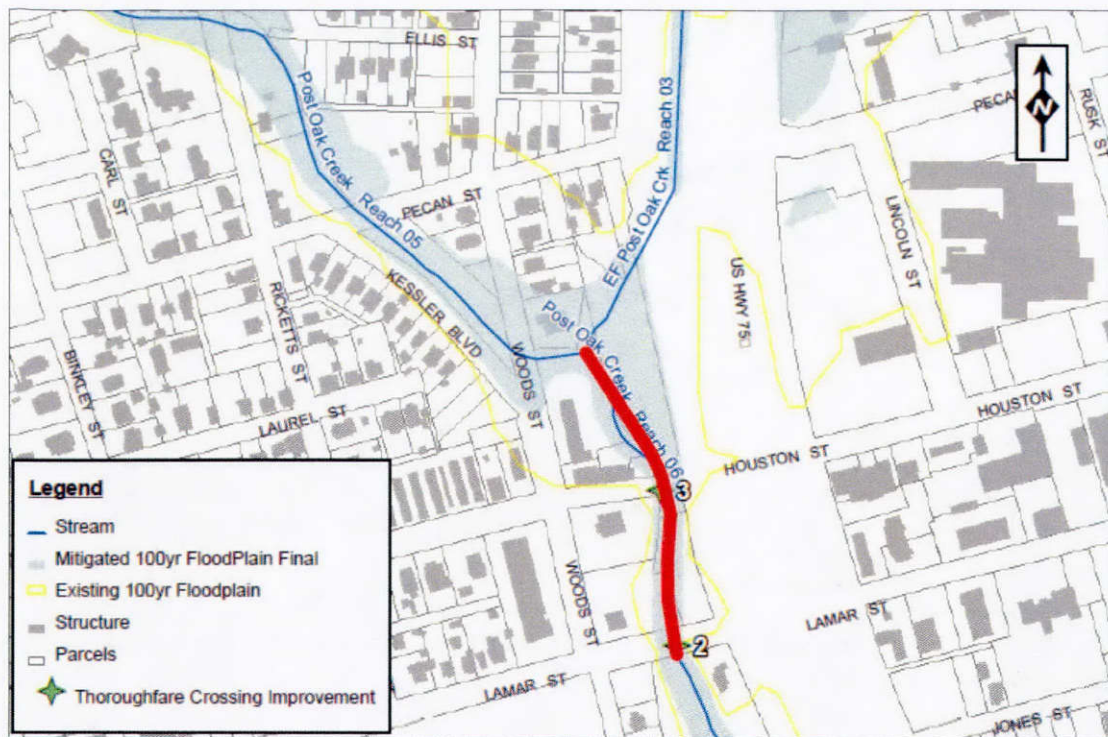 ELLIS ST
Post Oak Creek Reach 05
EF Post Oak Crk Reach 03
N
PECAN
RUSK ST
CARL ST
PECAN ST
LINCOLN ST
KESSLER BLVD
US HWY 75
RICKETTS ST
Post Oak Creek Reach 06
WOODS ST
BINKLEY ST
LAUREL ST
HOUSTON ST
HOUSTON ST
3
WOODS ST
LAMAR ST
2
LAMAR ST
JONES ST
Legend
Stream
Mitigated 100yr FloodPlain Final
Existing 100yr Floodplain
Structure
Parcels
Thoroughfare Crossing Improvement